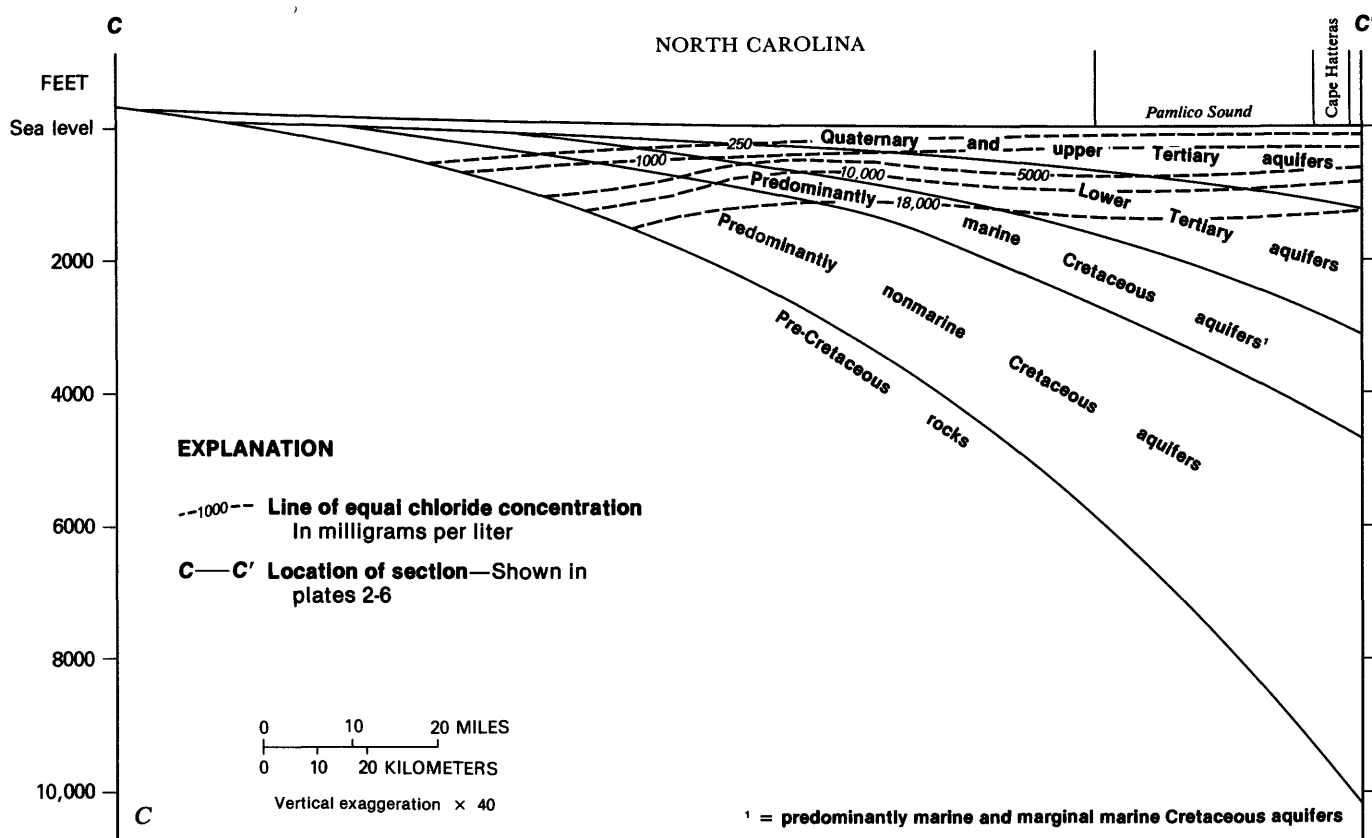 C
C'
NORTH CAROLINA
Cape Hatteras
FEET
Pamlico Sound
Sea level
Quaternary and upper Tertiary aquifers
250
1000
5000
10,000
Predominantly marine Cretaceous aquifers¹
18,000
Lower Tertiary aquifers
Predominantly nonmarine Cretaceous aquifers
Pre-Cretaceous rocks
2000
4000
6000
8000
10,000
EXPLANATION
--1000-- Line of equal chloride concentration
In milligrams per liter
C—C' Location of section—Shown in
plates 2-6
0 10 20 MILES
0 10 20 KILOMETERS
Vertical exaggeration × 40
C
¹ = predominantly marine and marginal marine Cretaceous aquifers